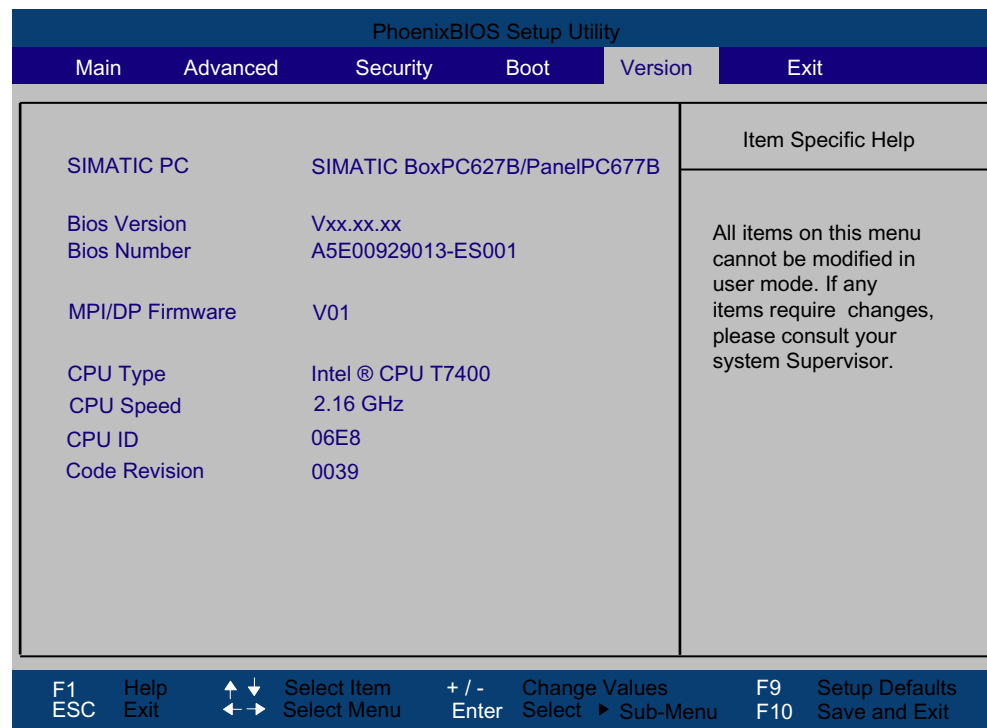 PhoenixBIOS Setup Utility
Main Advanced Security Boot Version Exit
Item Specific Help
SIMATIC PC SIMATIC BoxPC627B/PanelPC677B
Bios Version Vxx.xx.xx
Bios Number A5E00929013-ES001
MPI/DP Firmware V01
CPU Type Intel ® CPU T7400
CPU Speed 2.16 GHz
CPU ID 06E8
Code Revision 0039
All items on this menu
cannot be modified in
user mode. If any
items require changes,
please consult your
system Supervisor.
F1 Help Select Item + / - Change Values F9 Setup Defaults
ESC Exit Select Menu Enter Select Sub-Menu F10 Save and Exit